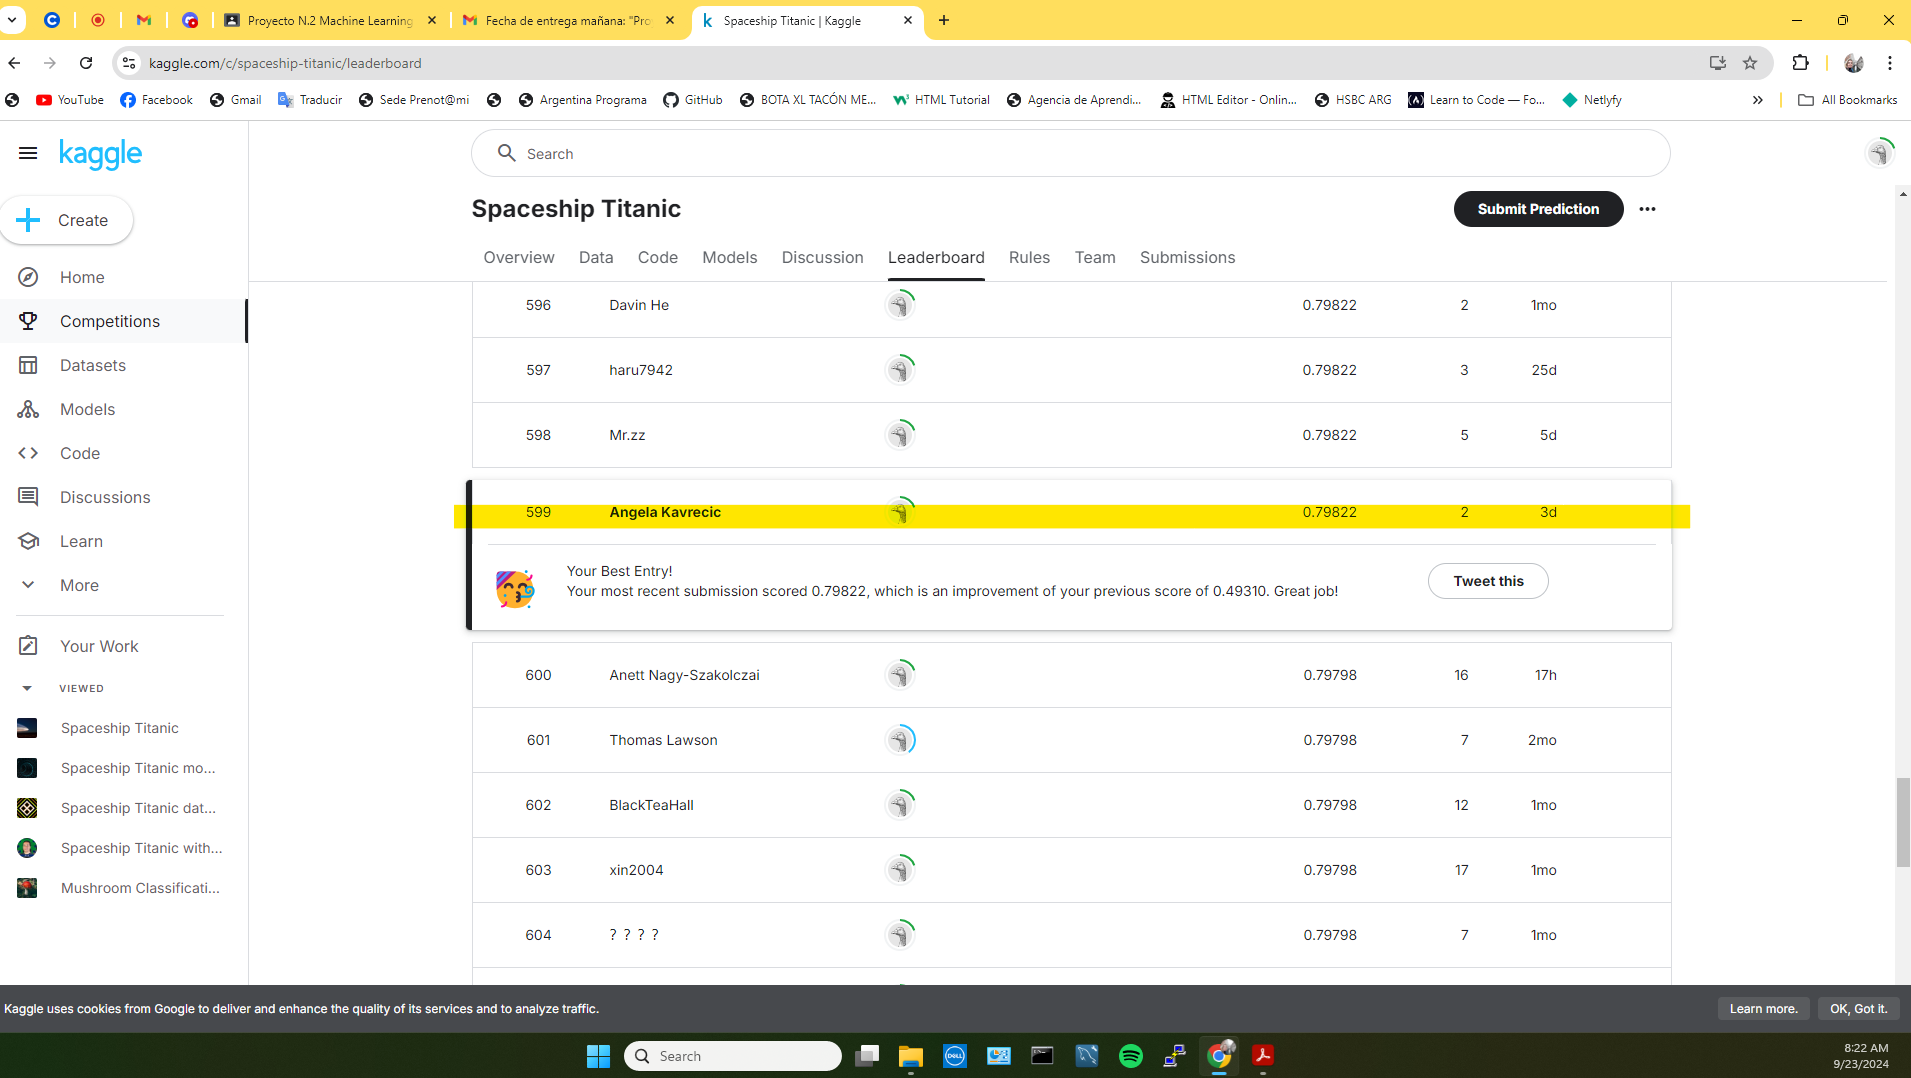 Proyecto N.2 Machine Learning
Fecha de entrega mañana: "Pro
Spaceship Titanic | Kaggle
kaggle.com/c/spaceship-titanic/leaderboard
YouTube Facebook Gmail Traducir Sede Prenot@mi Argentina Programa GitHub BOTA XL TACÓN ME... HTML Tutorial Agencia de Aprendi... HTML Editor - Onlin... HSBC ARG Learn to Code — Fo... Netlyfy All Bookmarks
kaggle
Search
Create
Home
Competitions
Datasets
Models
Code
Discussions
Learn
More
Your Work
VIEWED
Spaceship Titanic
Spaceship Titanic mo...
Spaceship Titanic dat...
Spaceship Titanic with...
Mushroom Classificati...
Spaceship Titanic
Submit Prediction
Overview Data Code Models Discussion Leaderboard Rules Team Submissions
596 Davin He 0.79822 2 1mo
597 haru7942 0.79822 3 25d
598 Mr.zz 0.79822 5 5d
599 Angela Kavrecic 0.79822 2 3d
Your Best Entry!
Your most recent submission scored 0.79822, which is an improvement of your previous score of 0.49310. Great job!
Tweet this
600 Anett Nagy-Szakolczai 0.79798 16 17h
601 Thomas Lawson 0.79798 7 2mo
602 BlackTeaHall 0.79798 12 1mo
603 xin2004 0.79798 17 1mo
604 ? ? ? ? 0.79798 7 1mo
Kaggle uses cookies from Google to deliver and enhance the quality of its services and to analyze traffic.
Learn more.
OK, Got it.
Search
DELL
8:22 AM
9/23/2024